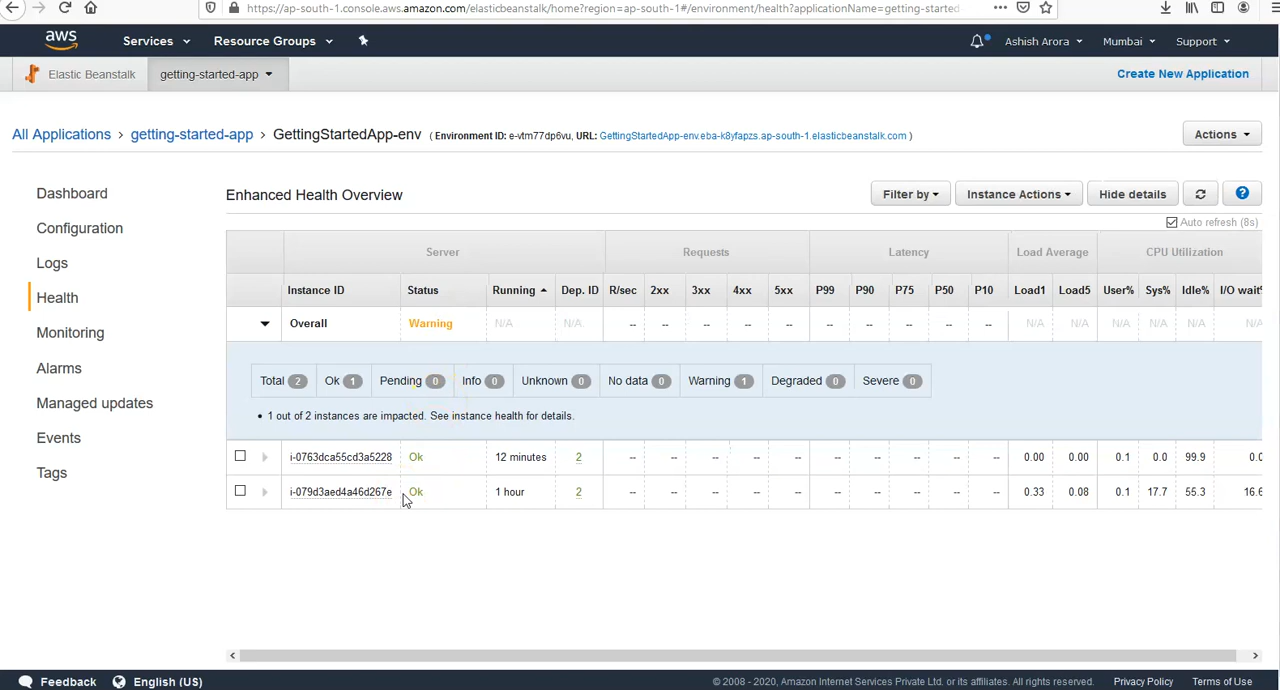 https://ap-south-1.console.aws.amazon.com/elasticbeanstalk/home?region=ap-south-1#/environment/health?applicationName=getting-started
aws Services Resource Groups Ashish Arora Mumbai Support
Elastic Beanstalk getting-started-app Create New Application
All Applications > getting-started-app > GettingStartedApp-env ( Environment ID: e-vtm77dp6vu, URL: GettingStartedApp-env.eba-k8yfapzs.ap-south-1.elasticbeanstalk.com ) Actions
Dashboard
Configuration
Logs
Health
Monitoring
Alarms
Managed updates
Events
Tags
Enhanced Health Overview Filter by Instance Actions Hide details ?
Auto refresh (8s)
Server Requests Latency Load Average CPU Utilization
Instance ID Status Running Dep. ID R/sec 2xx 3xx 4xx 5xx P99 P90 P75 P50 P10 Load1 Load5 User% Sys% Idle% I/O wait%
Overall Warning N/A N/A -- -- -- -- -- -- -- -- -- -- N/A N/A N/A N/A N/A N/A
Total 2 Ok 1 Pending 0 Info 0 Unknown 0 No data 0 Warning 1 Degraded 0 Severe 0
• 1 out of 2 instances are impacted. See instance health for details.
i-0763dca55cd3a5228 Ok 12 minutes 2 -- -- -- -- -- -- -- -- -- -- 0.00 0.00 0.1 0.0 99.9 0.0
i-079d3aed4a46d267e Ok 1 hour 2 -- -- -- -- -- -- -- -- -- -- 0.33 0.08 0.1 17.7 55.3 16.6
Feedback English (US) © 2008 - 2020, Amazon Internet Services Private Ltd. or its affiliates. All rights reserved. Privacy Policy Terms of Use